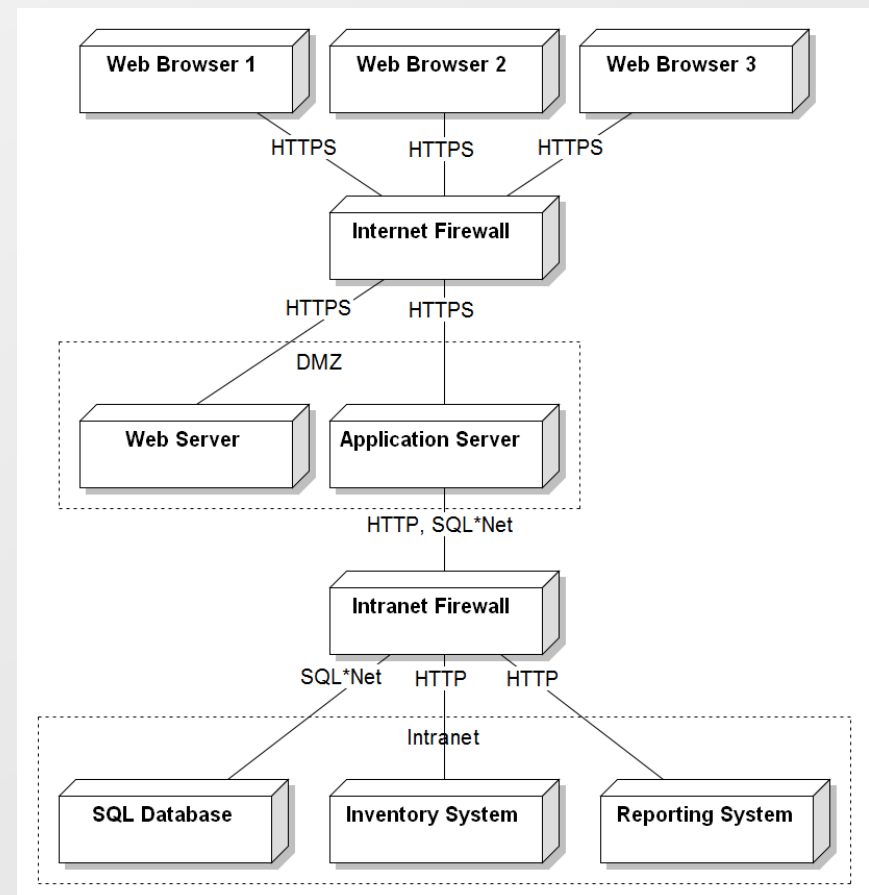 Web Browser 1
Web Browser 2
Web Browser 3
HTTPS
HTTPS
HTTPS
Internet Firewall
HTTPS
HTTPS
DMZ
Web Server
Application Server
HTTP, SQL*Net
Intranet Firewall
SQL*Net
HTTP
HTTP
Intranet
SQL Database
Inventory System
Reporting System